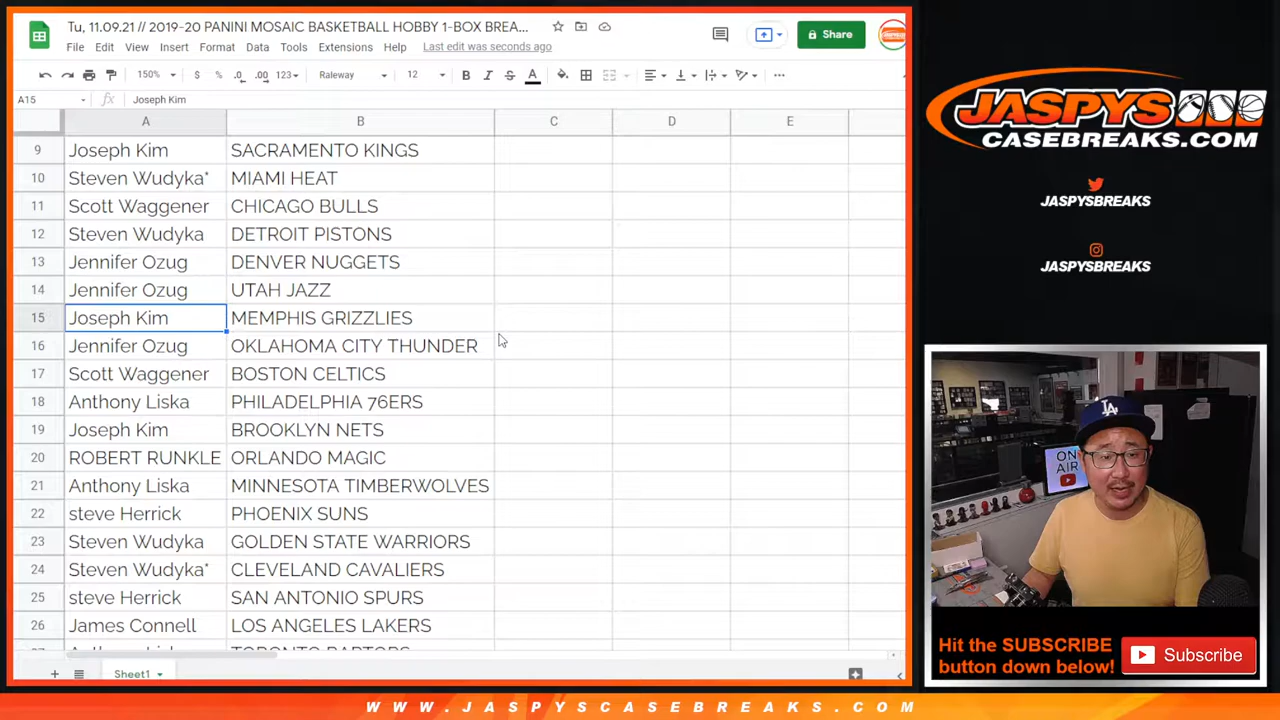 Tu, 11.09.21 // 2019-20 PANINI MOSAIC BASKETBALL HOBBY 1-BOX BREA...
File Edit View Insert Format Data Tools Extensions Help Last edit was seconds ago
Share
150% $ % .0 .00 123 Raleway 12 B I S A
A15 fx Joseph Kim
A B C D E
9 Joseph Kim SACRAMENTO KINGS
10 Steven Wudyka* MIAMI HEAT
11 Scott Waggener CHICAGO BULLS
12 Steven Wudyka DETROIT PISTONS
13 Jennifer Ozug DENVER NUGGETS
14 Jennifer Ozug UTAH JAZZ
15 Joseph Kim MEMPHIS GRIZZLIES
16 Jennifer Ozug OKLAHOMA CITY THUNDER
17 Scott Waggener BOSTON CELTICS
18 Anthony Liska PHILADELPHIA 76ERS
19 Joseph Kim BROOKLYN NETS
20 ROBERT RUNKLE ORLANDO MAGIC
21 Anthony Liska MINNESOTA TIMBERWOLVES
22 steve Herrick PHOENIX SUNS
23 Steven Wudyka GOLDEN STATE WARRIORS
24 Steven Wudyka* CLEVELAND CAVALIERS
25 steve Herrick SAN ANTONIO SPURS
26 James Connell LOS ANGELES LAKERS
27 Anthony Liska TORONTO RAPTORS
Sheet1
JASPYS
CASEBREAKS.COM
JASPYSBREAKS
JASPYSBREAKS
ON
AIR
LA
Hit the SUBSCRIBE
button down below!
Subscribe
WWW.JASPYSCASEBREAKS.COM